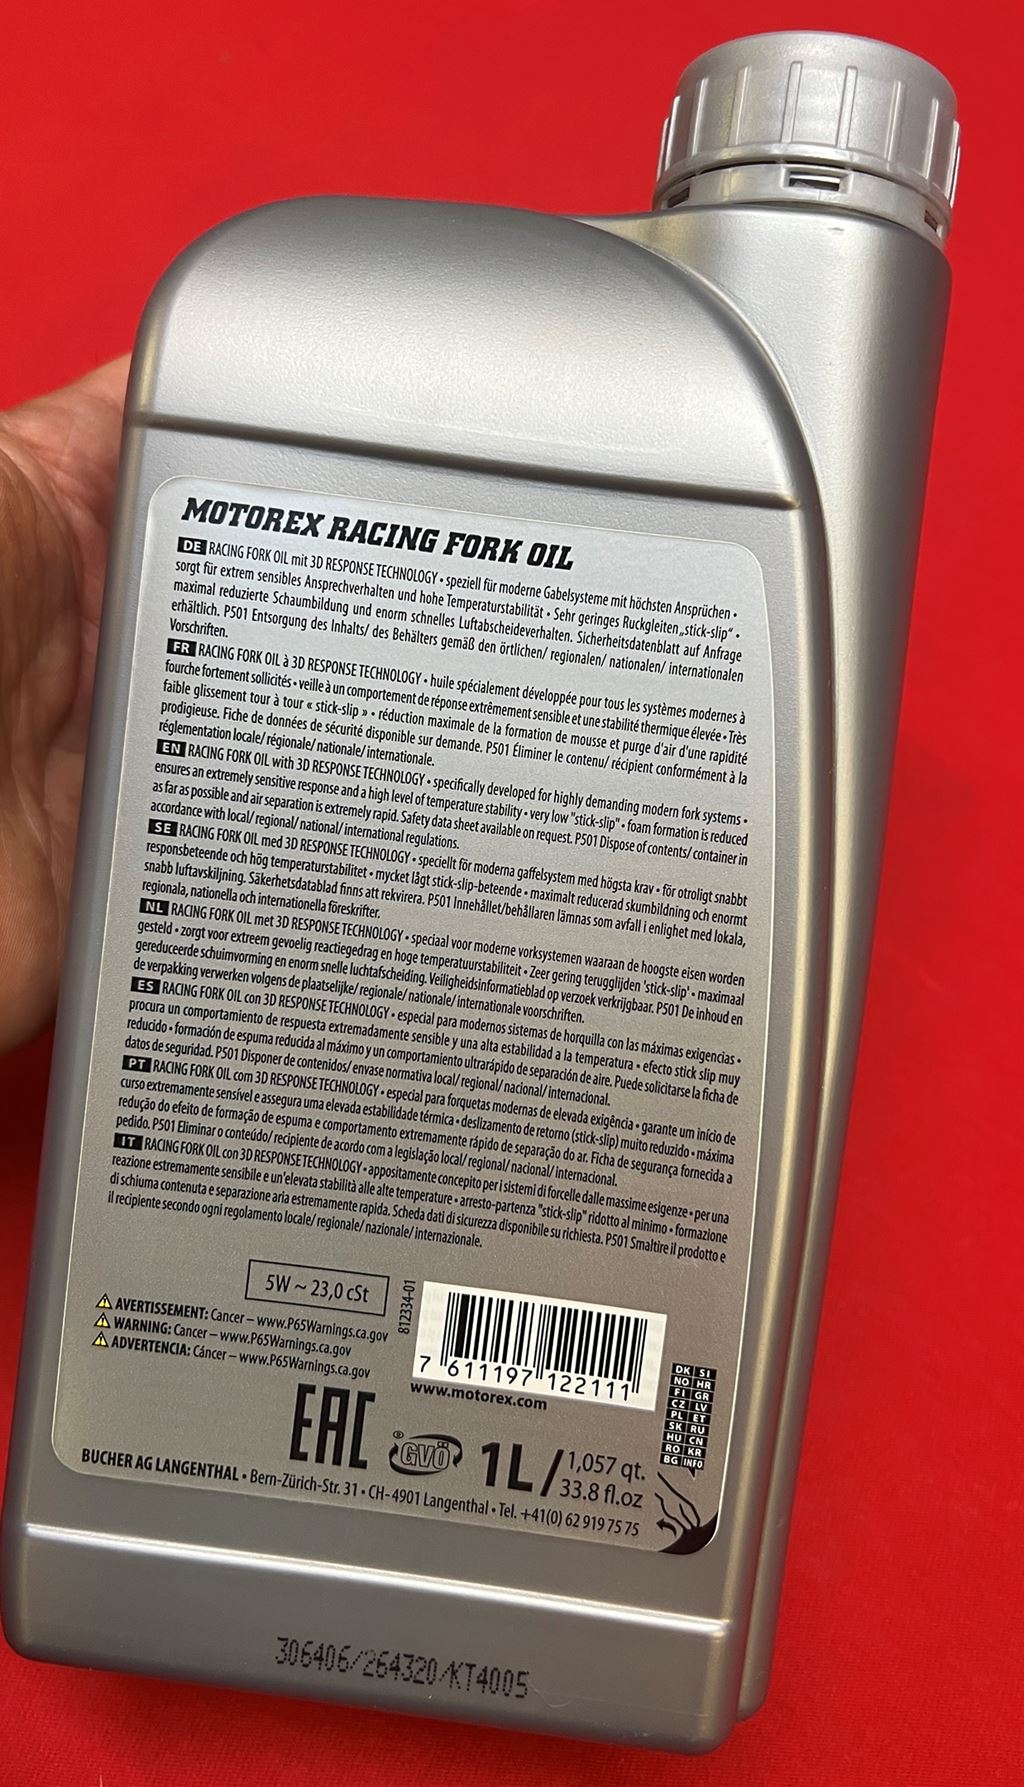 MOTOREX RACING FORK OIL
DE RACING FORK OIL mit 3D RESPONSE TECHNOLOGY • speziell für moderne Gabelsysteme mit höchsten Ansprüchen •
sorgt für extrem sensibles Ansprechverhalten und hohe Temperaturstabilität • Sehr geringes Ruckgleiten „stick-slip“ •
maximal reduzierte Schaumbildung und enorm schnelles Luftabscheideverhalten. Sicherheitsdatenblatt auf Anfrage
erhältlich. P501 Entsorgung des Inhalts/ des Behälters gemäß den örtlichen/ regionalen/ nationalen/ internationalen
Vorschriften.
FR RACING FORK OIL à 3D RESPONSE TECHNOLOGY • huile spécialement développée pour tous les systèmes modernes à
fourche fortement sollicités • veille à un comportement de réponse extrêmement sensible et une stabilité thermique élevée • Très
faible glissement tour à tour « stick-slip » • réduction maximale de la formation de mousse et purge d'air d'une rapidité
prodigieuse. Fiche de données de sécurité disponible sur demande. P501 Éliminer le contenu/ récipient conformément à la
réglementation locale/ régionale/ nationale/ internationale.
EN RACING FORK OIL with 3D RESPONSE TECHNOLOGY • specifically developed for highly demanding modern fork systems •
ensures an extremely sensitive response and a high level of temperature stability • very low "stick-slip" • foam formation is reduced
as far as possible and air separation is extremely rapid. Safety data sheet available on request. P501 Dispose of contents/ container in
accordance with local/ regional/ national/ international regulations.
SE RACING FORK OIL med 3D RESPONSE TECHNOLOGY • speciellt för moderna gaffelsystem med högsta krav • för otroligt snabbt
responsbeteende och hög temperaturstabilitet • mycket lågt stick-slip-beteende • maximalt reducerad skumbildning och enormt
snabb luftavskiljning. Säkerhetsdatablad finns att rekvirera. P501 Innehållet/behållaren lämnas som avfall i enlighet med lokala,
regionala, nationella och internationella föreskrifter.
NL RACING FORK OIL met 3D RESPONSE TECHNOLOGY • speciaal voor moderne vorksystemen waaraan de hoogste eisen worden
gesteld • zorgt voor extreem gevoelig reactiegedrag en hoge temperatuurstabiliteit • Zeer gering terugglijden 'stick-slip' • maximaal
gereduceerde schuimvorming en enorm snelle luchtafscheiding. Veiligheidsinformatieblad op verzoek verkrijgbaar. P501 De inhoud en
de verpakking verwerken volgens de plaatselijke/ regionale/ nationale/ internationale voorschriften.
ES RACING FORK OIL con 3D RESPONSE TECHNOLOGY • especial para modernos sistemas de horquilla con las máximas exigencias •
procura un comportamiento de respuesta extremadamente sensible y una alta estabilidad a la temperatura • efecto stick slip muy
reducido • formación de espuma reducida al máximo y un comportamiento ultrarápido de separación de aire. Puede solicitarse la ficha de
datos de seguridad. P501 Disponer de contenidos/ envase normativa local/ regional/ nacional/ internacional.
PT RACING FORK OIL com 3D RESPONSE TECHNOLOGY • especial para forquetas modernas de elevada exigência • garante um início de
curso extremamente sensível e assegura uma elevada estabilidade térmica • deslizamento de retorno (stick-slip) muito reduzido • máxima
redução do efeito de formação de espuma e comportamento extremamente rápido de separação do ar. Ficha de segurança fornecida a
pedido. P501 Eliminar o conteúdo/ recipiente de acordo com a legislação local/ regional/ nacional/ internacional.
IT RACING FORK OIL con 3D RESPONSE TECHNOLOGY • appositamente concepito per i sistemi di forcelle dalle massime esigenze • per una
reazione estremamente sensibile e un'elevata stabilità alle alte temperature • arresto-partenza "stick-slip" ridotto al minimo • formazione
di schiuma contenuta e separazione aria estremamente rapida. Scheda dati di sicurezza disponibile su richiesta. P501 Smaltire il prodotto e
il recipiente secondo ogni regolamento locale/ regionale/ nazionale/ internazionale.
5W ~ 23,0 cSt
AVERTISSEMENT: Cancer – www.P65Warnings.ca.gov
WARNING: Cancer – www.P65Warnings.ca.gov
ADVERTENCIA: Cáncer – www.P65Warnings.ca.gov
812334-01
7 611197 122111
www.motorex.com
DK SI
NO HR
FI GR
CZ LV
PL ET
SK RU
HU CN
RO KR
BG INFO
EAC
GVÖ
1L / 1,057 qt.
33.8 fl.oz
BUCHER AG LANGENTHAL • Bern-Zürich-Str. 31 • CH-4901 Langenthal • Tel. +41(0) 62 919 75 75
306406/264320/KT4005